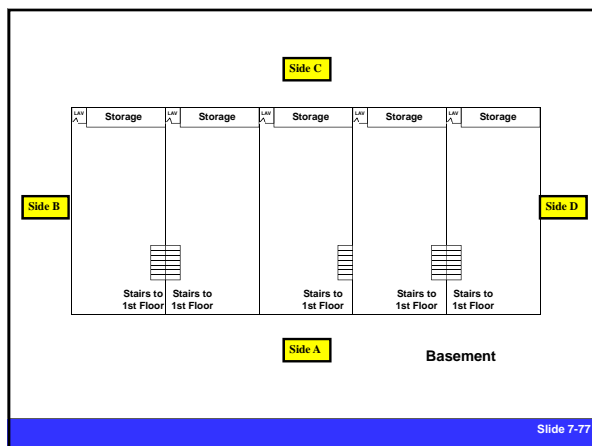 Side C
LAV Storage LAV Storage LAV Storage LAV Storage LAV Storage
Side B
Side D
Stairs to Stairs to Stairs to Stairs to Stairs to
1st Floor 1st Floor 1st Floor 1st Floor 1st Floor
Side A
Basement
Slide 7-77